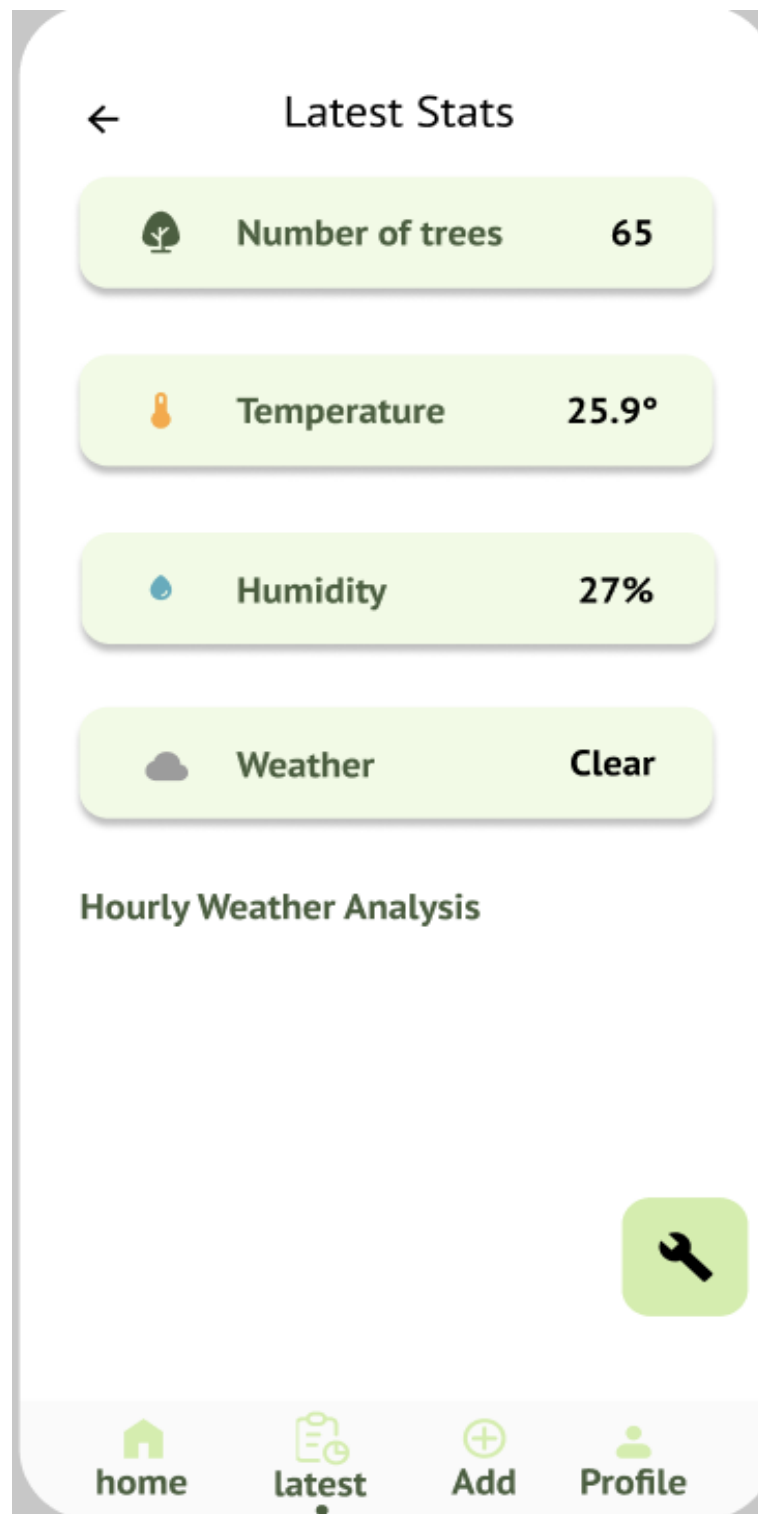 Latest Stats
Number of trees 65
Temperature 25.9°
Humidity 27%
Weather Clear
Hourly Weather Analysis
home latest Add Profile